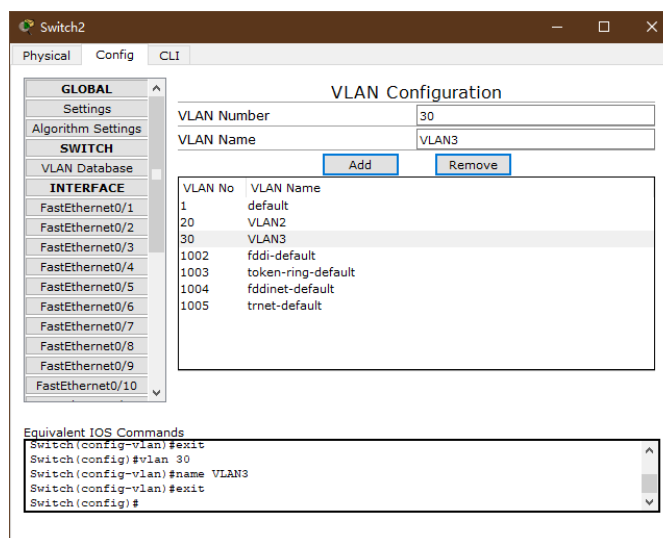 Switch2
Physical Config CLI
GLOBAL
Settings
Algorithm Settings
SWITCH
VLAN Database
INTERFACE
FastEthernet0/1
FastEthernet0/2
FastEthernet0/3
FastEthernet0/4
FastEthernet0/5
FastEthernet0/6
FastEthernet0/7
FastEthernet0/8
FastEthernet0/9
FastEthernet0/10
VLAN Configuration
VLAN Number 30
VLAN Name VLAN3
Add Remove
VLAN No VLAN Name
1 default
20 VLAN2
30 VLAN3
1002 fddi-default
1003 token-ring-default
1004 fddinet-default
1005 trnet-default
Equivalent IOS Commands
Switch(config-vlan)#exit
Switch(config)#vlan 30
Switch(config-vlan)#name VLAN3
Switch(config-vlan)#exit
Switch(config)#